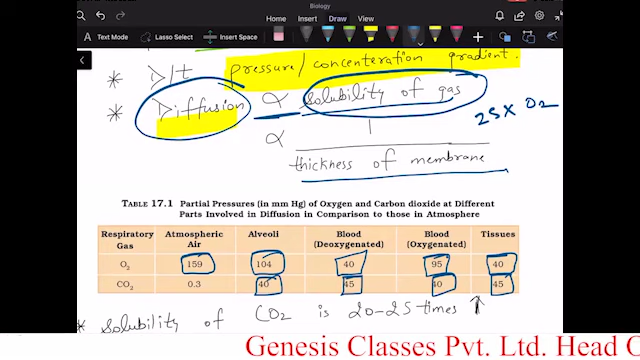 Biology
Insert Draw View
Text Mode Lasso Select Insert Space
pressure/concenteration gradient.
* D/t
* Diffusion ∝ solubility of gas
25x O2
∝ 1
thickness of membrane
TABLE 17.1 Partial Pressures (in mm Hg) of Oxygen and Carbon dioxide at Different
Parts Involved in Diffusion in Comparison to those in Atmosphere
Respiratory Gas Atmospheric Air Alveoli Blood (Deoxygenated) Blood (Oxygenated) Tissues
O2 159 104 40 95 40
CO2 0.3 40 45 40 45
* solubility of CO2 is 20-25 times ↑
Genesis Classes Pvt. Ltd. Head O